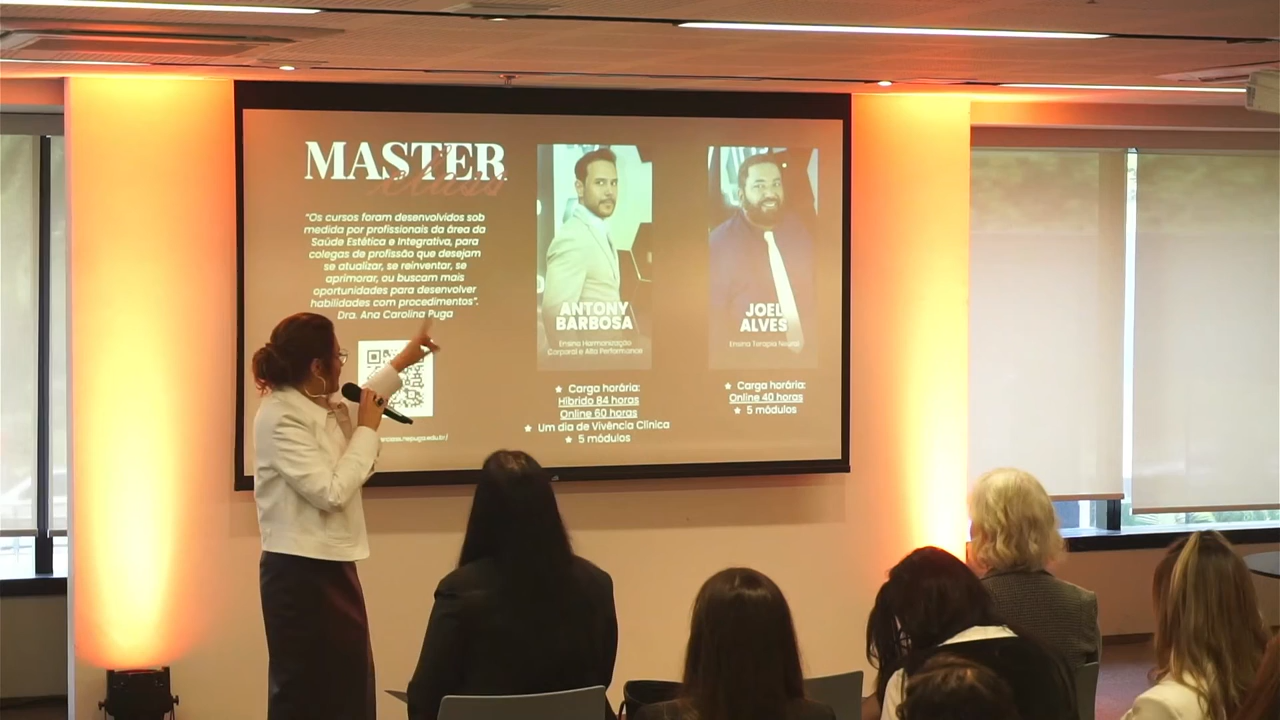 MASTER
class
“Os cursos foram desenvolvidos sob
medida por profissionais da área da
Saúde Estética e Integrativa, para
colegas de profissão que desejam
se atualizar, se reinventar, se
aprimorar, ou buscam mais
oportunidades para desenvolver
habilidades com procedimentos”.
Dra. Ana Carolina Puga
ANTONY
BARBOSA
Ensina Harmonização
Corporal e Alta Performance
Carga horária:
Híbrido 84 horas
Online 60 horas
Um dia de Vivência Clínica
5 módulos
JOEL
ALVES
Ensina Terapia Neural
Carga horária:
Online 40 horas
5 módulos